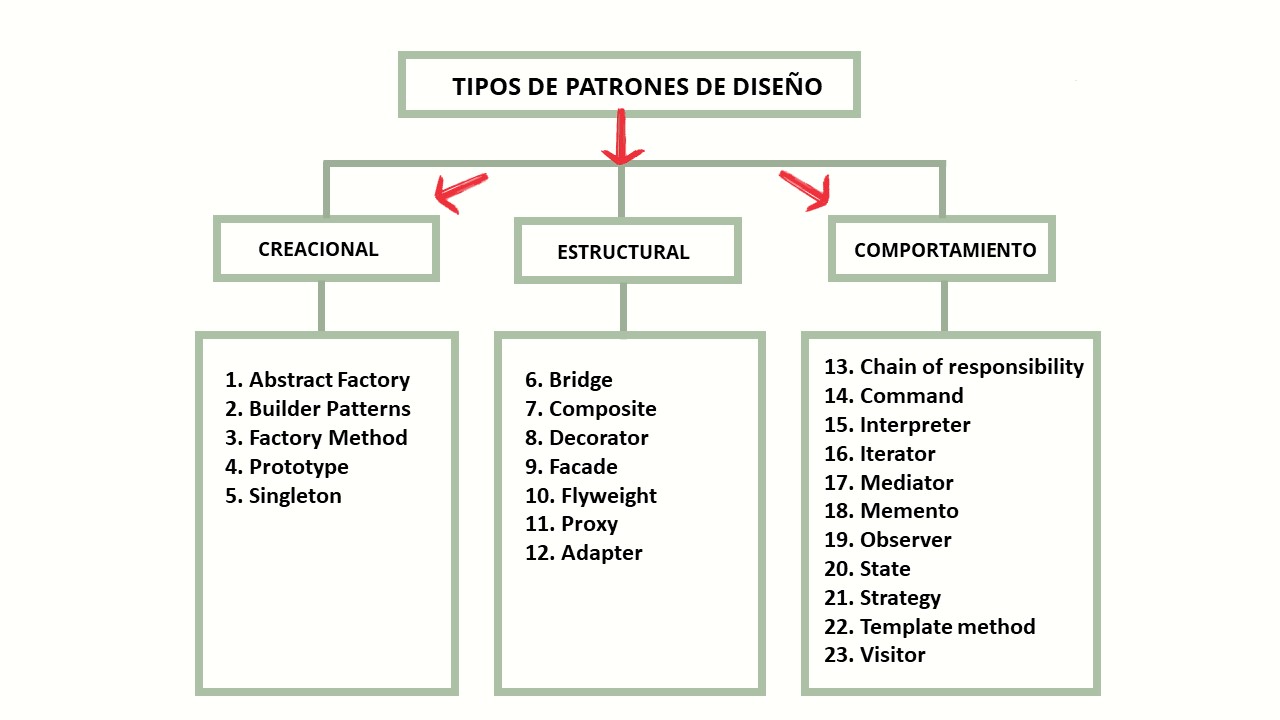 TIPOS DE PATRONES DE DISEÑO
CREACIONAL
ESTRUCTURAL
COMPORTAMIENTO
1. Abstract Factory
2. Builder Patterns
3. Factory Method
4. Prototype
5. Singleton
6. Bridge
7. Composite
8. Decorator
9. Facade
10. Flyweight
11. Proxy
12. Adapter
13. Chain of responsibility
14. Command
15. Interpreter
16. Iterator
17. Mediator
18. Memento
19. Observer
20. State
21. Strategy
22. Template method
23. Visitor